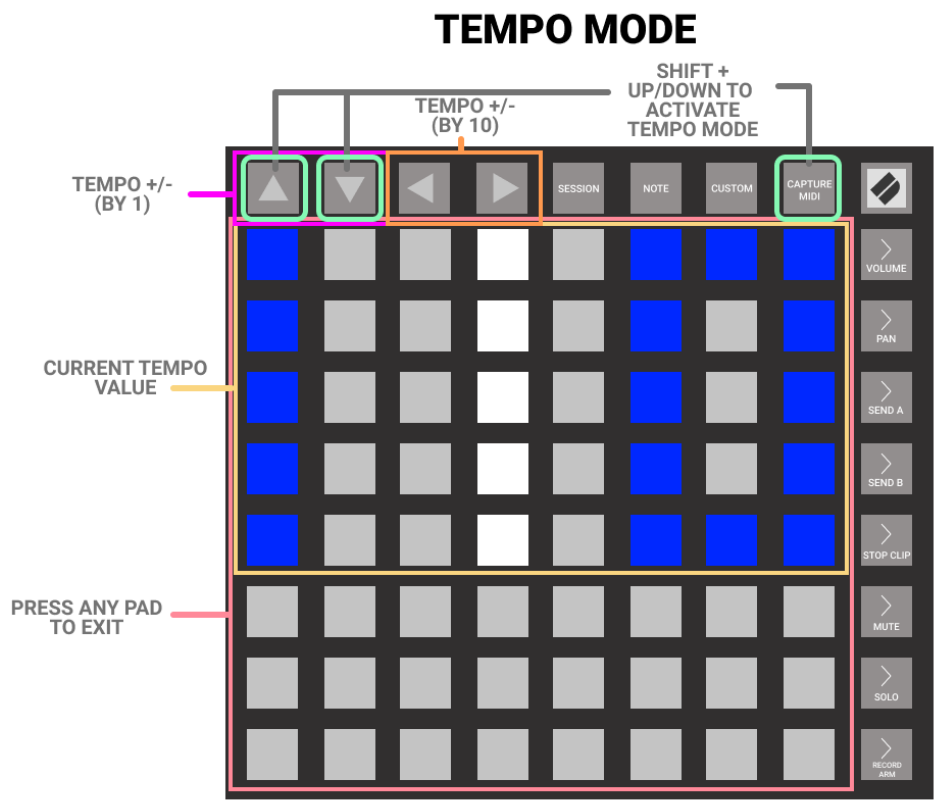 TEMPO MODE
SHIFT +
UP/DOWN TO
ACTIVATE
TEMPO MODE
TEMPO +/-
(BY 10)
TEMPO +/-
(BY 1)
SESSION
NOTE
CUSTOM
CAPTURE
MIDI
VOLUME
PAN
CURRENT TEMPO
VALUE
SEND A
SEND B
STOP CLIP
PRESS ANY PAD
TO EXIT
MUTE
SOLO
RECORD
ARM